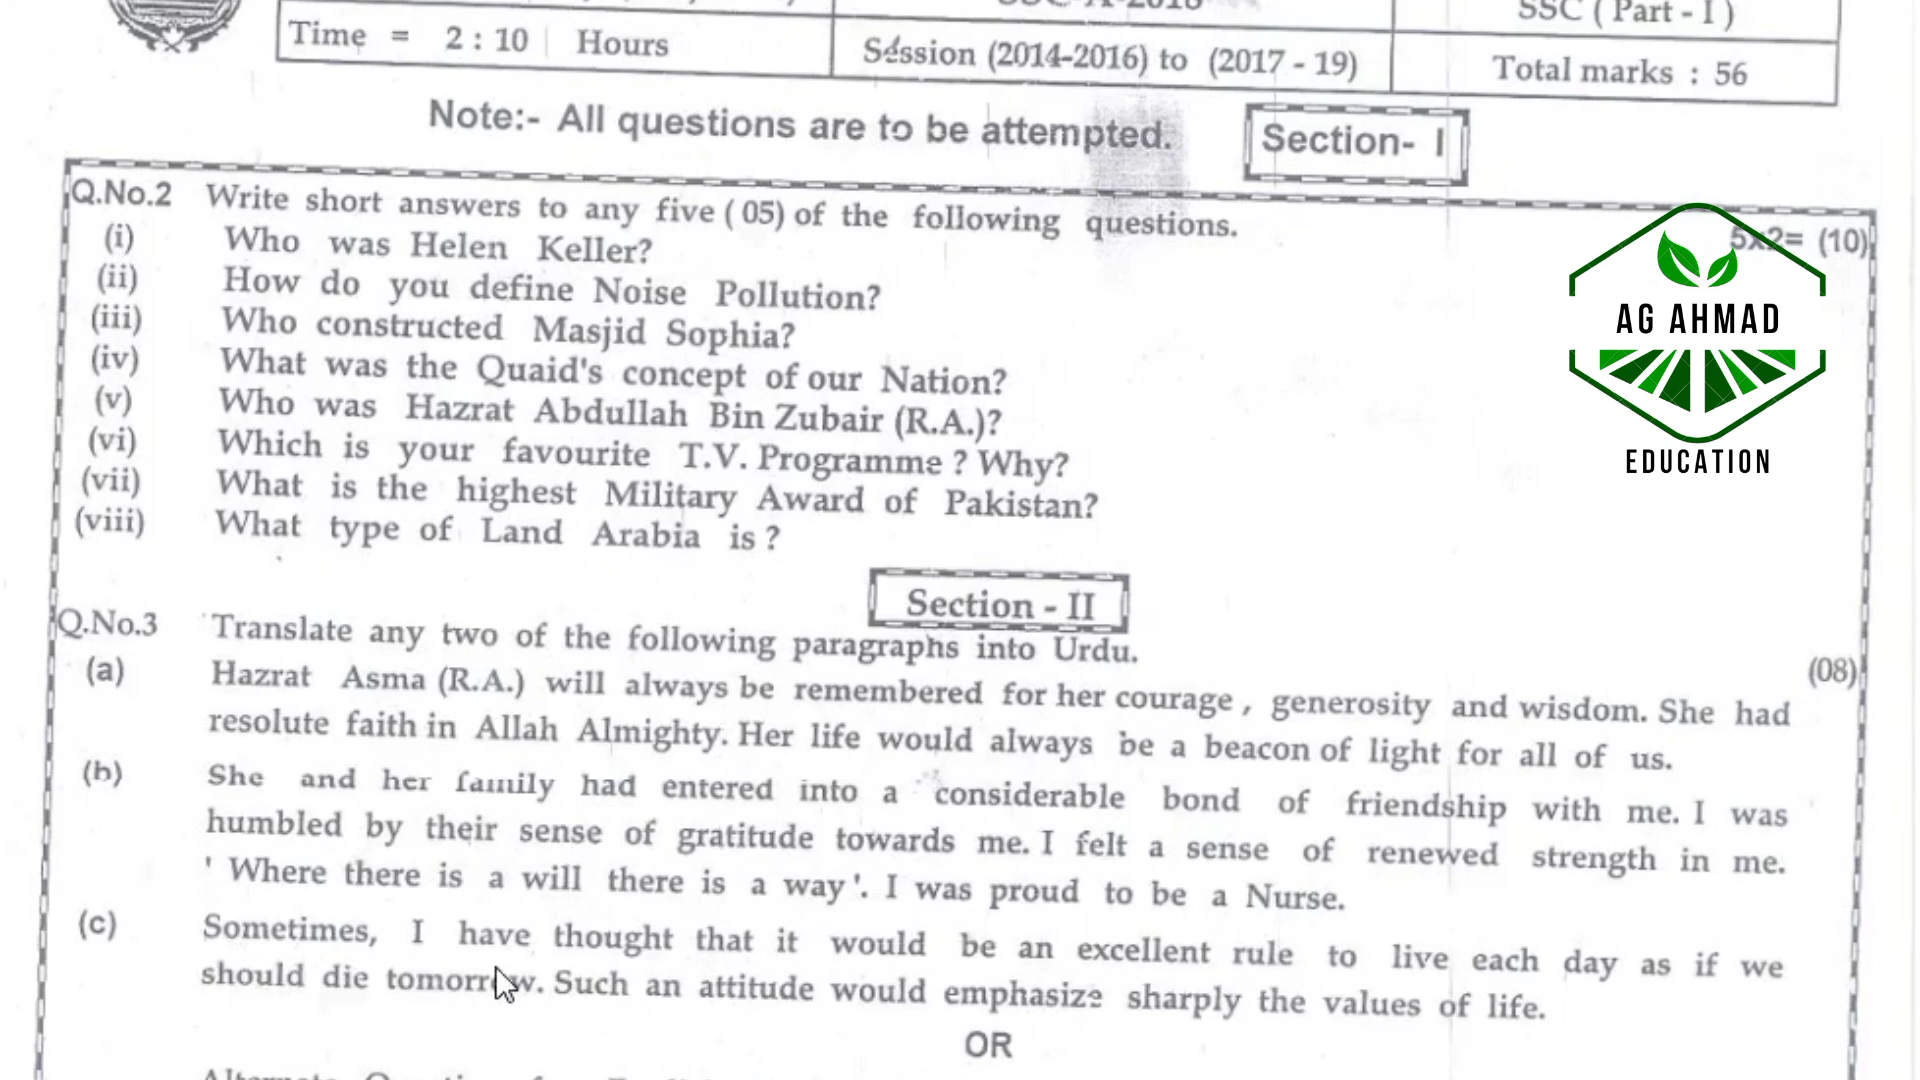 SSC-A-2018
SSC ( Part - I )
Time = 2 : 10 Hours
Session (2014-2016) to (2017 - 19)
Total marks : 56
Note:- All questions are to be attempted.
Section- I
Q.No.2 Write short answers to any five ( 05) of the following questions.
5x2= (10)
(i) Who was Helen Keller?
(ii) How do you define Noise Pollution?
(iii) Who constructed Masjid Sophia?
(iv) What was the Quaid's concept of our Nation?
(v) Who was Hazrat Abdullah Bin Zubair (R.A.)?
(vi) Which is your favourite T.V. Programme ? Why?
(vii) What is the highest Military Award of Pakistan?
(viii) What type of Land Arabia is ?
AG AHMAD
EDUCATION
Section - II
Q.No.3 Translate any two of the following paragraphs into Urdu.
(08)
(a) Hazrat Asma (R.A.) will always be remembered for her courage , generosity and wisdom. She had
resolute faith in Allah Almighty. Her life would always be a beacon of light for all of us.
(b) She and her family had entered into a considerable bond of friendship with me. I was
humbled by their sense of gratitude towards me. I felt a sense of renewed strength in me.
' Where there is a will there is a way '. I was proud to be a Nurse.
(c) Sometimes, I have thought that it would be an excellent rule to live each day as if we
should die tomorrow. Such an attitude would emphasize sharply the values of life.
OR